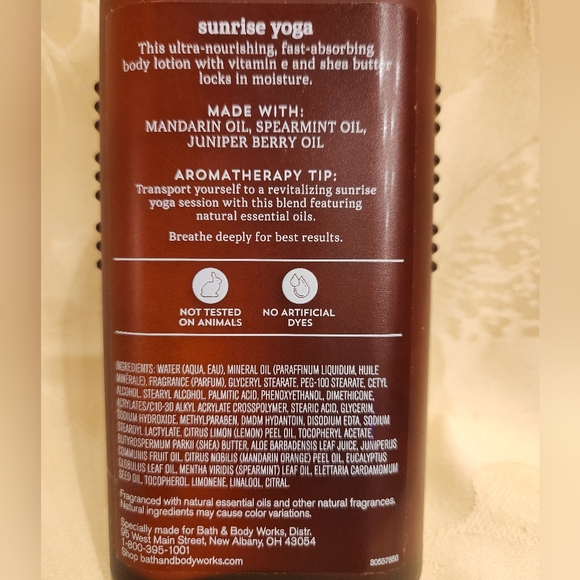 sunrise yoga
This ultra-nourishing, fast-absorbing
body lotion with vitamin e and shea butter
locks in moisture.
MADE WITH:
MANDARIN OIL, SPEARMINT OIL,
JUNIPER BERRY OIL
AROMATHERAPY TIP:
Transport yourself to a revitalizing sunrise
yoga session with this blend featuring
natural essential oils.
Breathe deeply for best results.
NOT TESTED
ON ANIMALS
NO ARTIFICIAL
DYES
INGREDIENTS: WATER (AQUA, EAU), MINERAL OIL (PARAFFINUM LIQUIDUM, HUILE
MINÉRALE), FRAGRANCE (PARFUM), GLYCERYL STEARATE, PEG-100 STEARATE, CETYL
ALCOHOL, STEARYL ALCOHOL, PALMITIC ACID, PHENOXYETHANOL, DIMETHICONE,
ACRYLATES/C10-30 ALKYL ACRYLATE CROSSPOLYMER, STEARIC ACID, GLYCERIN,
SODIUM HYDROXIDE, METHYLPARABEN, DMDM HYDANTOIN, DISODIUM EDTA, SODIUM
STEAROYL LACTYLATE, CITRUS LIMON (LEMON) PEEL OIL, TOCOPHERYL ACETATE,
BUTYROSPERMUM PARKII (SHEA) BUTTER, ALOE BARBADENSIS LEAF JUICE, JUNIPERUS
COMMUNIS FRUIT OIL, CITRUS NOBILIS (MANDARIN ORANGE) PEEL OIL, EUCALYPTUS
GLOBULUS LEAF OIL, MENTHA VIRIDIS (SPEARMINT) LEAF OIL, ELETTARIA CARDAMOMUM
SEED OIL, TOCOPHEROL, LIMONENE, LINALOOL, CITRAL.
Fragranced with natural essential oils and other natural fragrances.
Natural ingredients may cause color variations.
Specially made for Bath & Body Works, Distr.
95 West Main Street, New Albany, OH 43054
1-800-395-1001
Shop bathandbodyworks.com